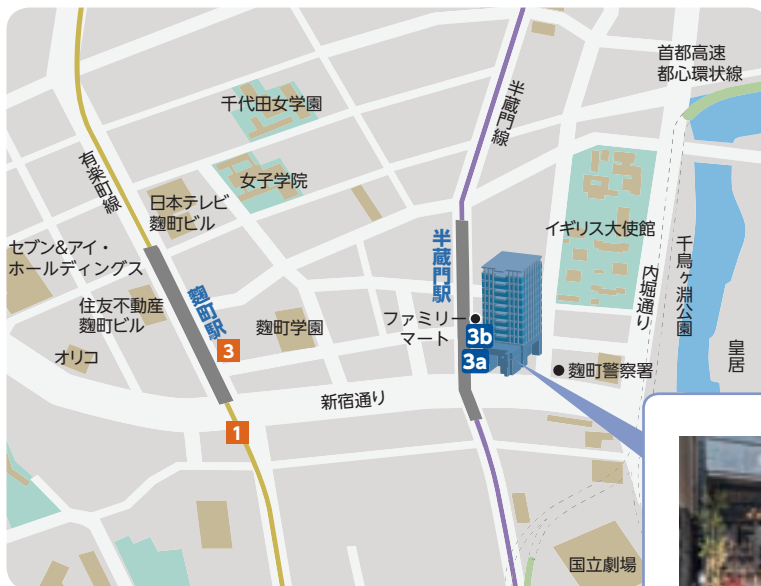 首都高速
都心環状線
千代田女学園
半蔵門線
有楽町線
女子学院
日本テレビ
麴町ビル
イギリス大使館
セブン&アイ・
ホールディングス
半蔵門駅
千鳥ヶ淵公園
内堀通り
住友不動産
麴町ビル
麴町駅
麴町学園
ファミリー
マート
3b
3
オリコ
3a
麴町警察署
皇居
新宿通り
1
国立劇場